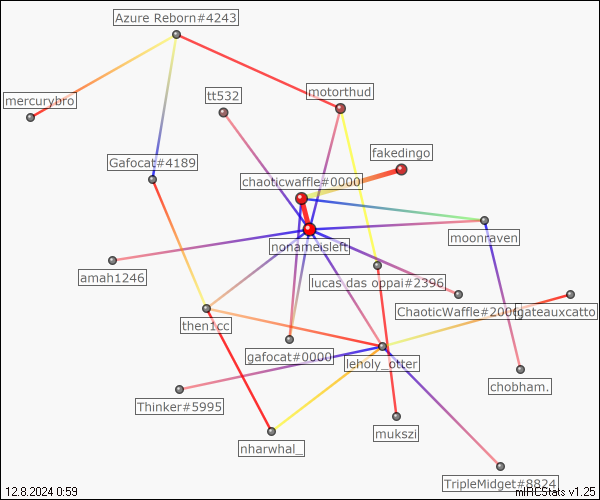 Azure Reborn#4243
motorthud
mercurybro
tt532
fakedingo
Gafocat#4189
chaoticwaffle#0000
moonraven
nonameisleft
amah1246
lucas das oppai#2396
ChaoticWaffle#200
gateauxcatto
then1cc
gafocat#0000
leholy_otter
chobham.
Thinker#5995
mukszi
nharwhal_
TripleMidget#8824
12.8.2024 0:59
mIRCStats v1.25